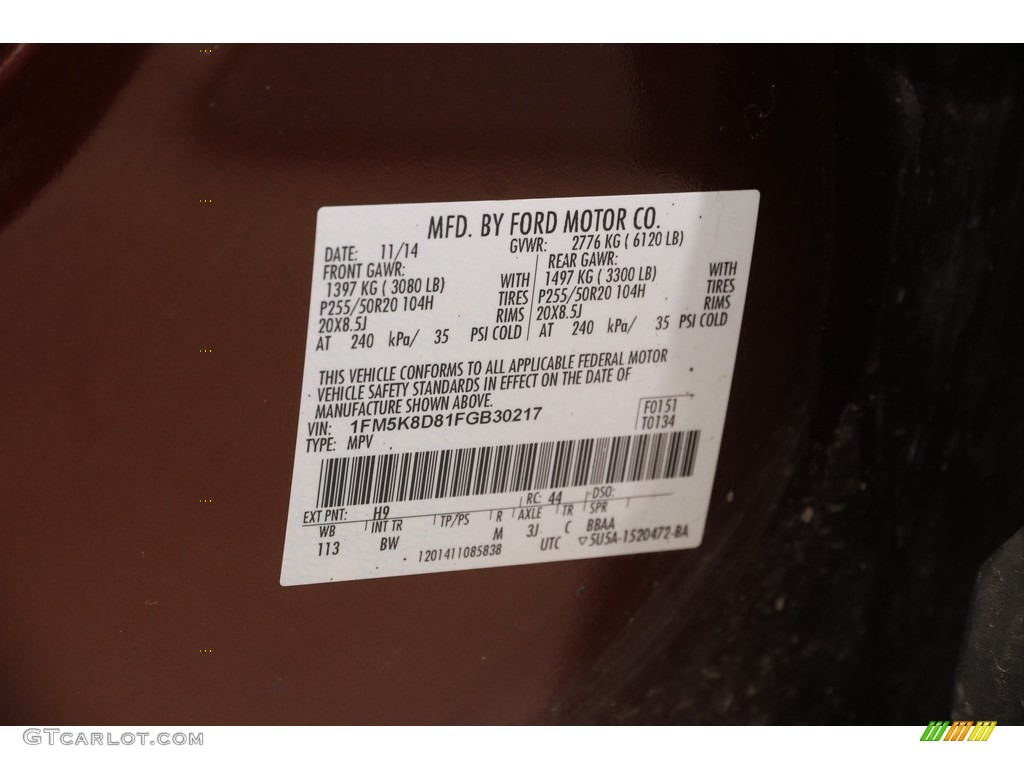 MFD. BY FORD MOTOR CO.
DATE: 11/14 GVWR: 2776 KG ( 6120 LB)
FRONT GAWR: REAR GAWR:
1397 KG ( 3080 LB) WITH 1497 KG ( 3300 LB) WITH
P255/50R20 104H TIRES P255/50R20 104H TIRES
20X8.5J RIMS 20X8.5J RIMS
AT 240 kPa/ 35 PSI COLD AT 240 kPa/ 35 PSI COLD
THIS VEHICLE CONFORMS TO ALL APPLICABLE FEDERAL MOTOR
VEHICLE SAFETY STANDARDS IN EFFECT ON THE DATE OF
MANUFACTURE SHOWN ABOVE.
VIN: 1FM5K8D81FGB30217 F0151
TYPE: MPV T0134
EXT PNT: H9 RC: 44 DSO:
WB INT TR TP/PS R AXLE TR SPR
113 BW M 3J C BBAA
1201411085838 UTC ▽5U5A-1520472-BA
GTCARLOT.COM